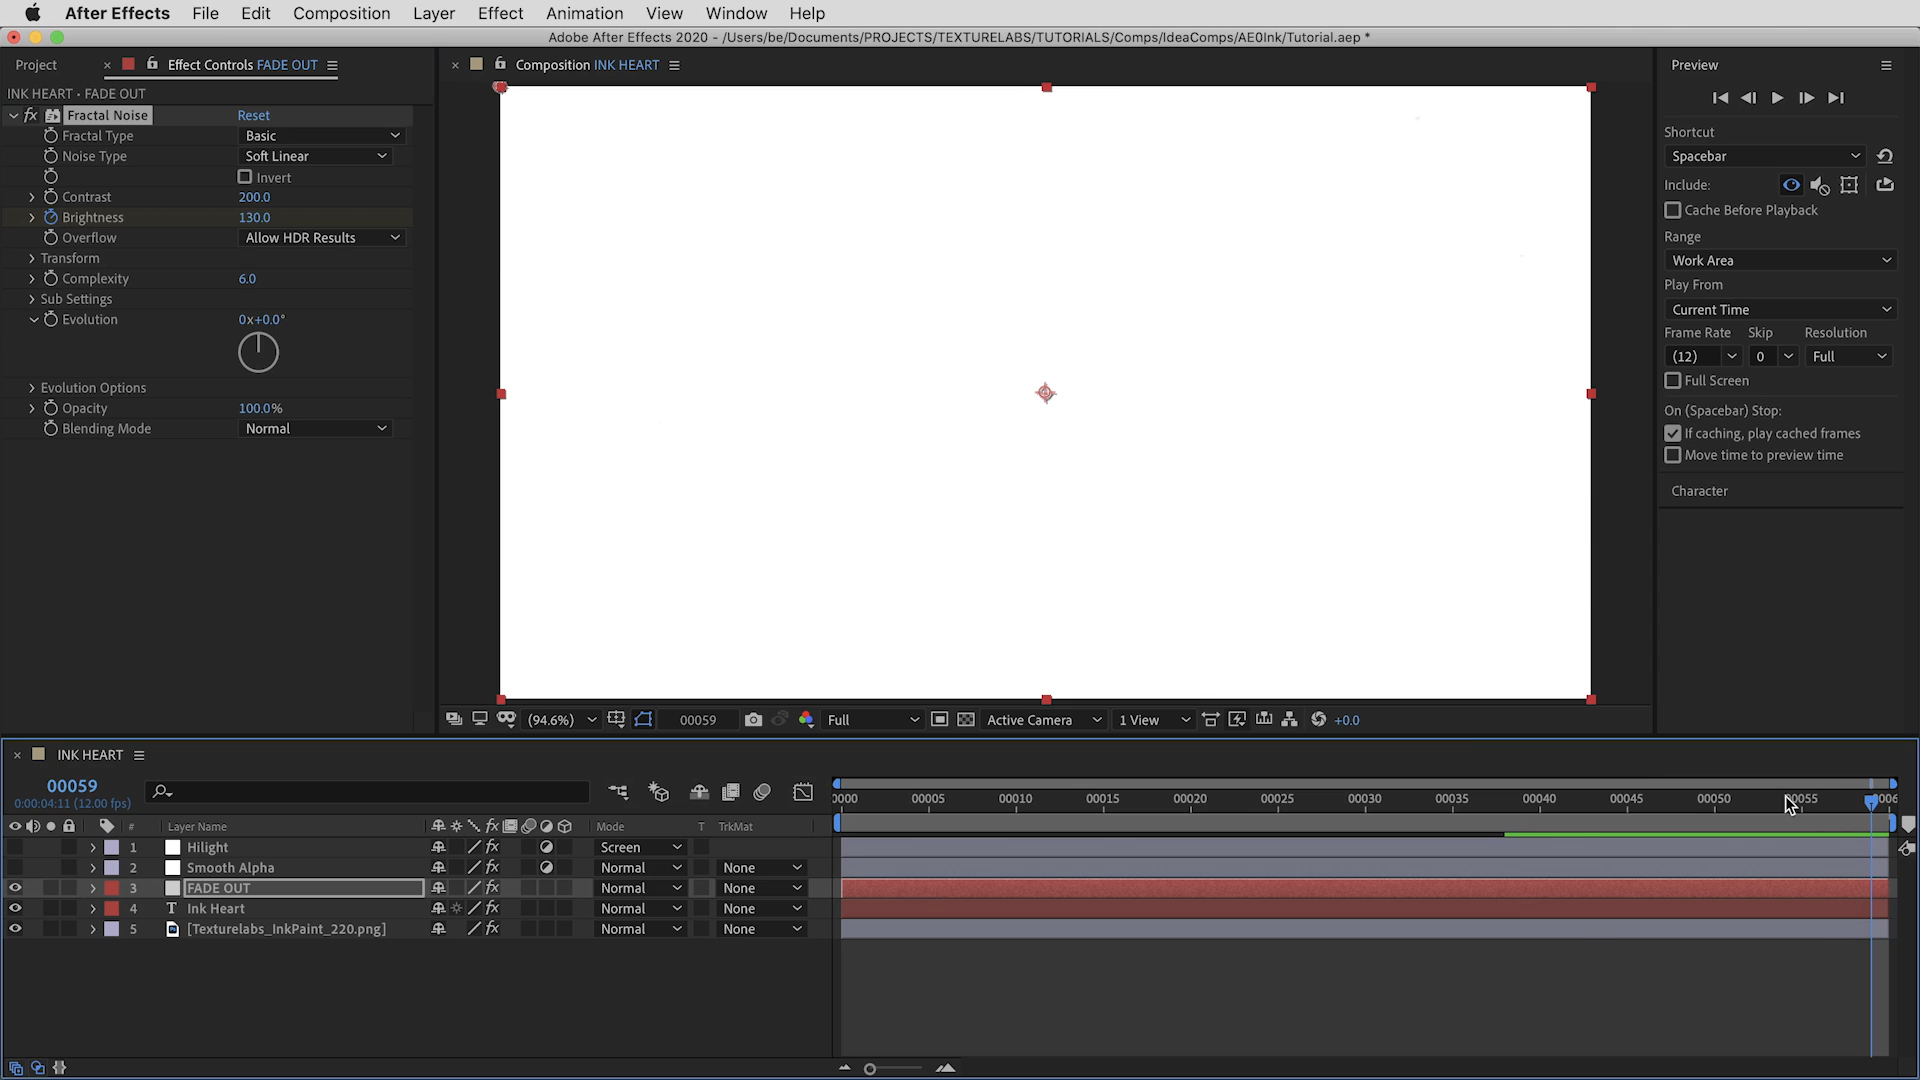 After Effects File Edit Composition Layer Effect Animation View Window Help
Adobe After Effects 2020 - /Users/be/Documents/PROJECTS/TEXTURELABS/TUTORIALS/Comps/IdeaComps/AE0Ink/Tutorial.aep *
Project × Effect Controls FADE OUT
× Composition INK HEART
Preview
INK HEART · FADE OUT
fx Fractal Noise Reset
Fractal Type Basic
Noise Type Soft Linear
Invert
Contrast 200.0
Brightness 130.0
Overflow Allow HDR Results
Transform
Complexity 6.0
Sub Settings
Evolution 0x+0.0°
Evolution Options
Opacity 100.0%
Blending Mode Normal
Shortcut
Spacebar
Include:
Cache Before Playback
Range
Work Area
Play From
Current Time
Frame Rate Skip Resolution
(12) 0 Full
Full Screen
On (Spacebar) Stop:
If caching, play cached frames
Move time to preview time
Character
(94.6%) 00059 Full Active Camera 1 View +0.0
× INK HEART
00059
0:00:04:11 (12.00 fps)
0000 00005 00010 00015 00020 00025 00030 00035 00040 00045 00050 00055 0006
# Layer Name fx Mode T TrkMat
1 Hilight Screen
2 Smooth Alpha Normal None
3 FADE OUT fx Normal None
4 T Ink Heart fx Normal None
5 [Texturelabs_InkPaint_220.png] fx Normal None